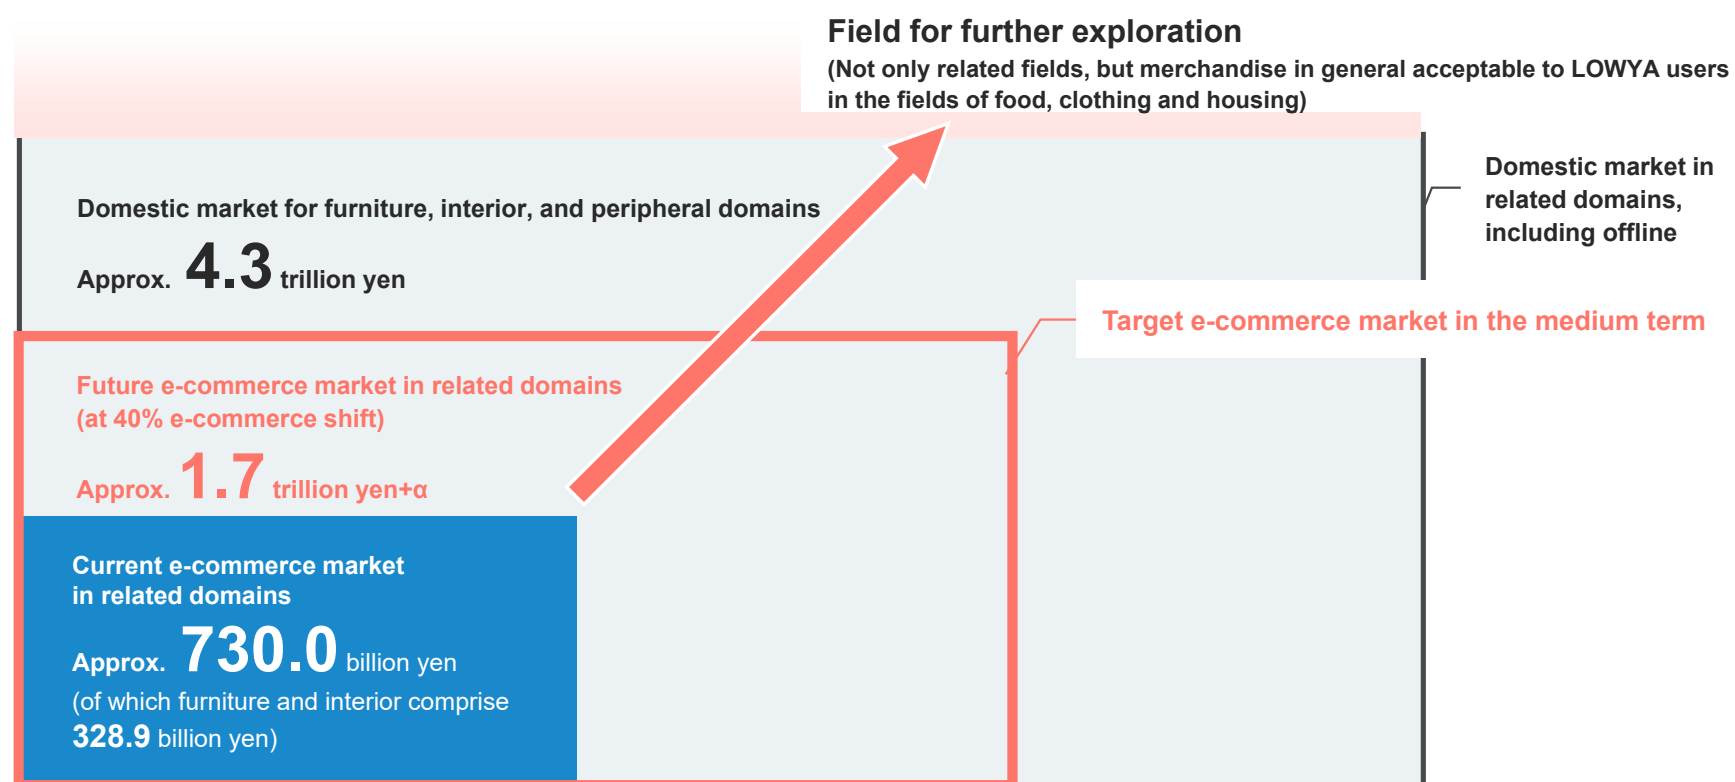 Field for further exploration
(Not only related fields, but merchandise in general acceptable to LOWYA users
in the fields of food, clothing and housing)
Domestic market in
related domains,
including offline
Domestic market for furniture, interior, and peripheral domains
Approx. 4.3 trillion yen
Target e-commerce market in the medium term
Future e-commerce market in related domains
(at 40% e-commerce shift)
Approx. 1.7 trillion yen+α
Current e-commerce market
in related domains
Approx. 730.0 billion yen
(of which furniture and interior comprise
328.9 billion yen)